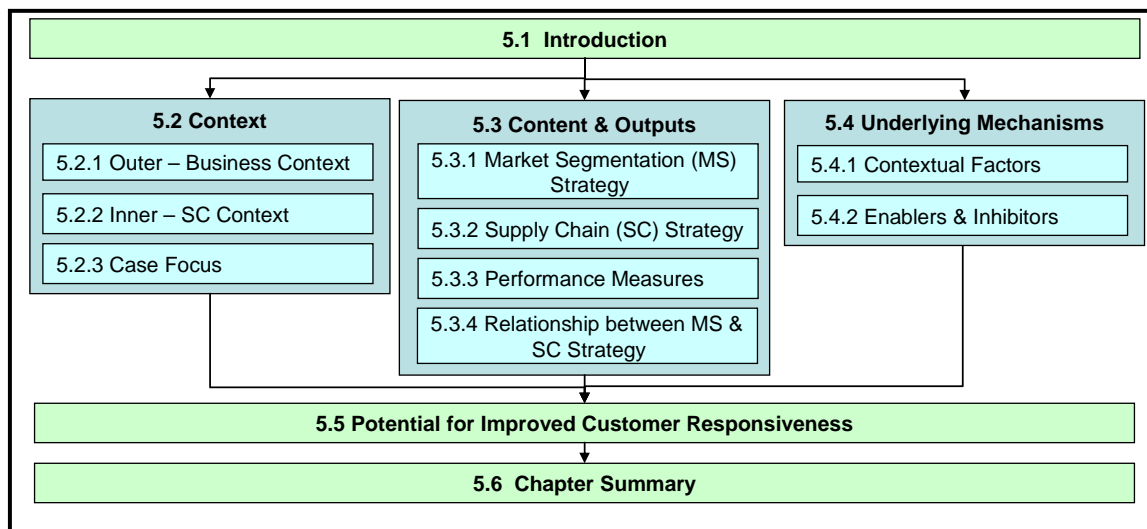 5.1 Introduction
5.2 Context
5.2.1 Outer – Business Context
5.2.2 Inner – SC Context
5.2.3 Case Focus
5.3 Content & Outputs
5.3.1 Market Segmentation (MS)
Strategy
5.3.2 Supply Chain (SC) Strategy
5.3.3 Performance Measures
5.3.4 Relationship between MS &
SC Strategy
5.4 Underlying Mechanisms
5.4.1 Contextual Factors
5.4.2 Enablers & Inhibitors
5.5 Potential for Improved Customer Responsiveness
5.6 Chapter Summary